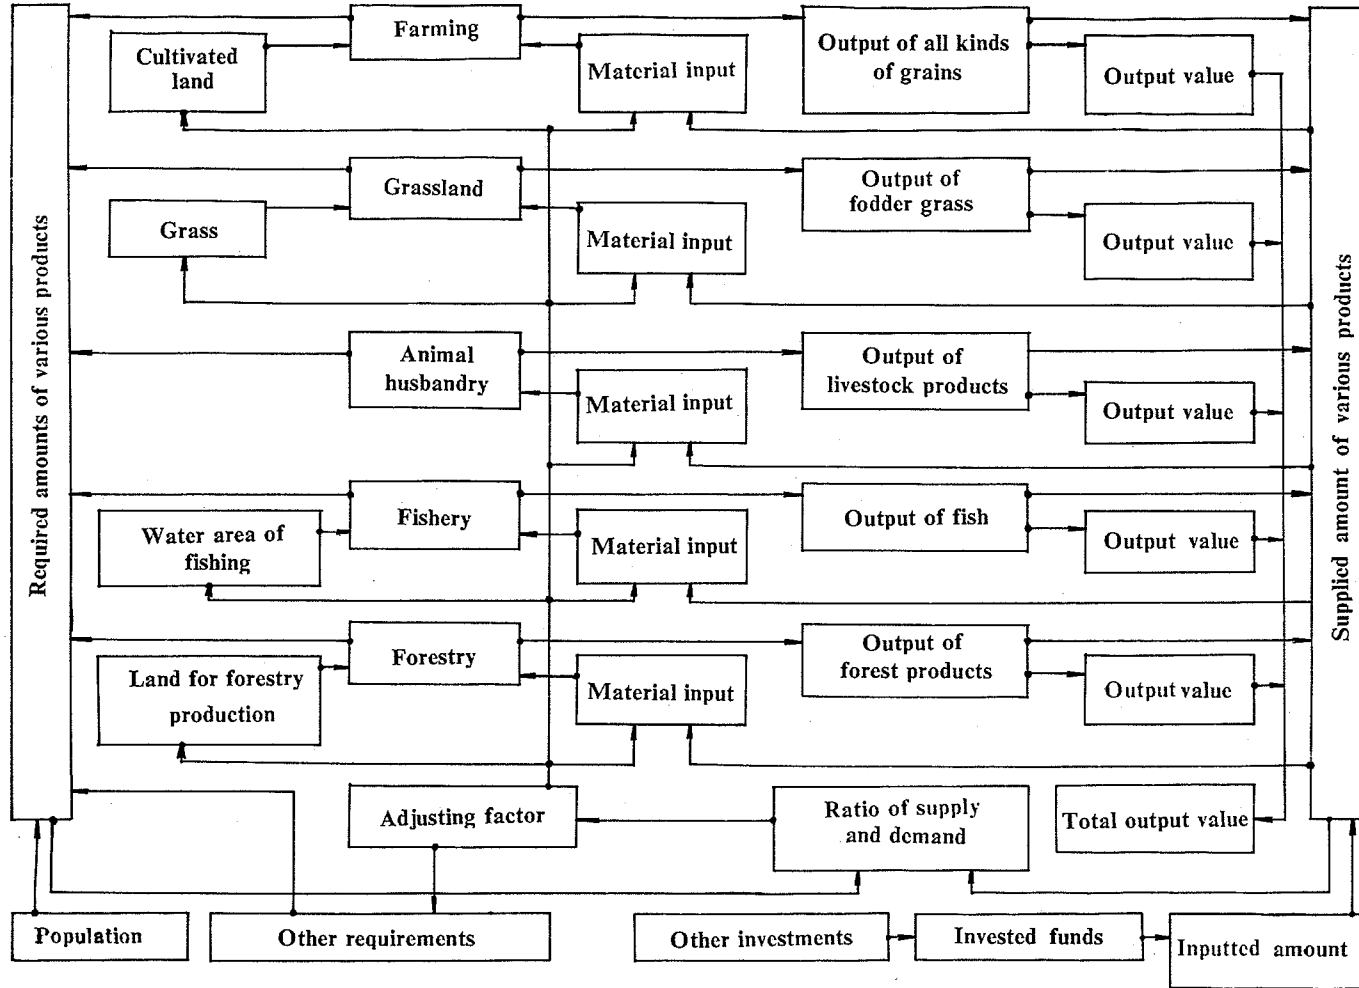 Required amounts of various products
Farming
Cultivated
land
Material input
Output of all kinds
of grains
Output value
Grassland
Grass
Material input
Output of
fodder grass
Output value
Animal
husbandry
Material input
Output of
livestock products
Output value
Fishery
Water area of
fishing
Material input
Output of fish
Output value
Forestry
Land for forestry
production
Material input
Output of
forest products
Output value
Supplied amount of various products
Adjusting factor
Ratio of supply
and demand
Total output value
Population
Other requirements
Other investments
Invested funds
Inputted amount